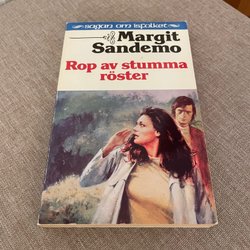 sagan om isfolket
Margit
Sandemo
Rop av stumma
röster